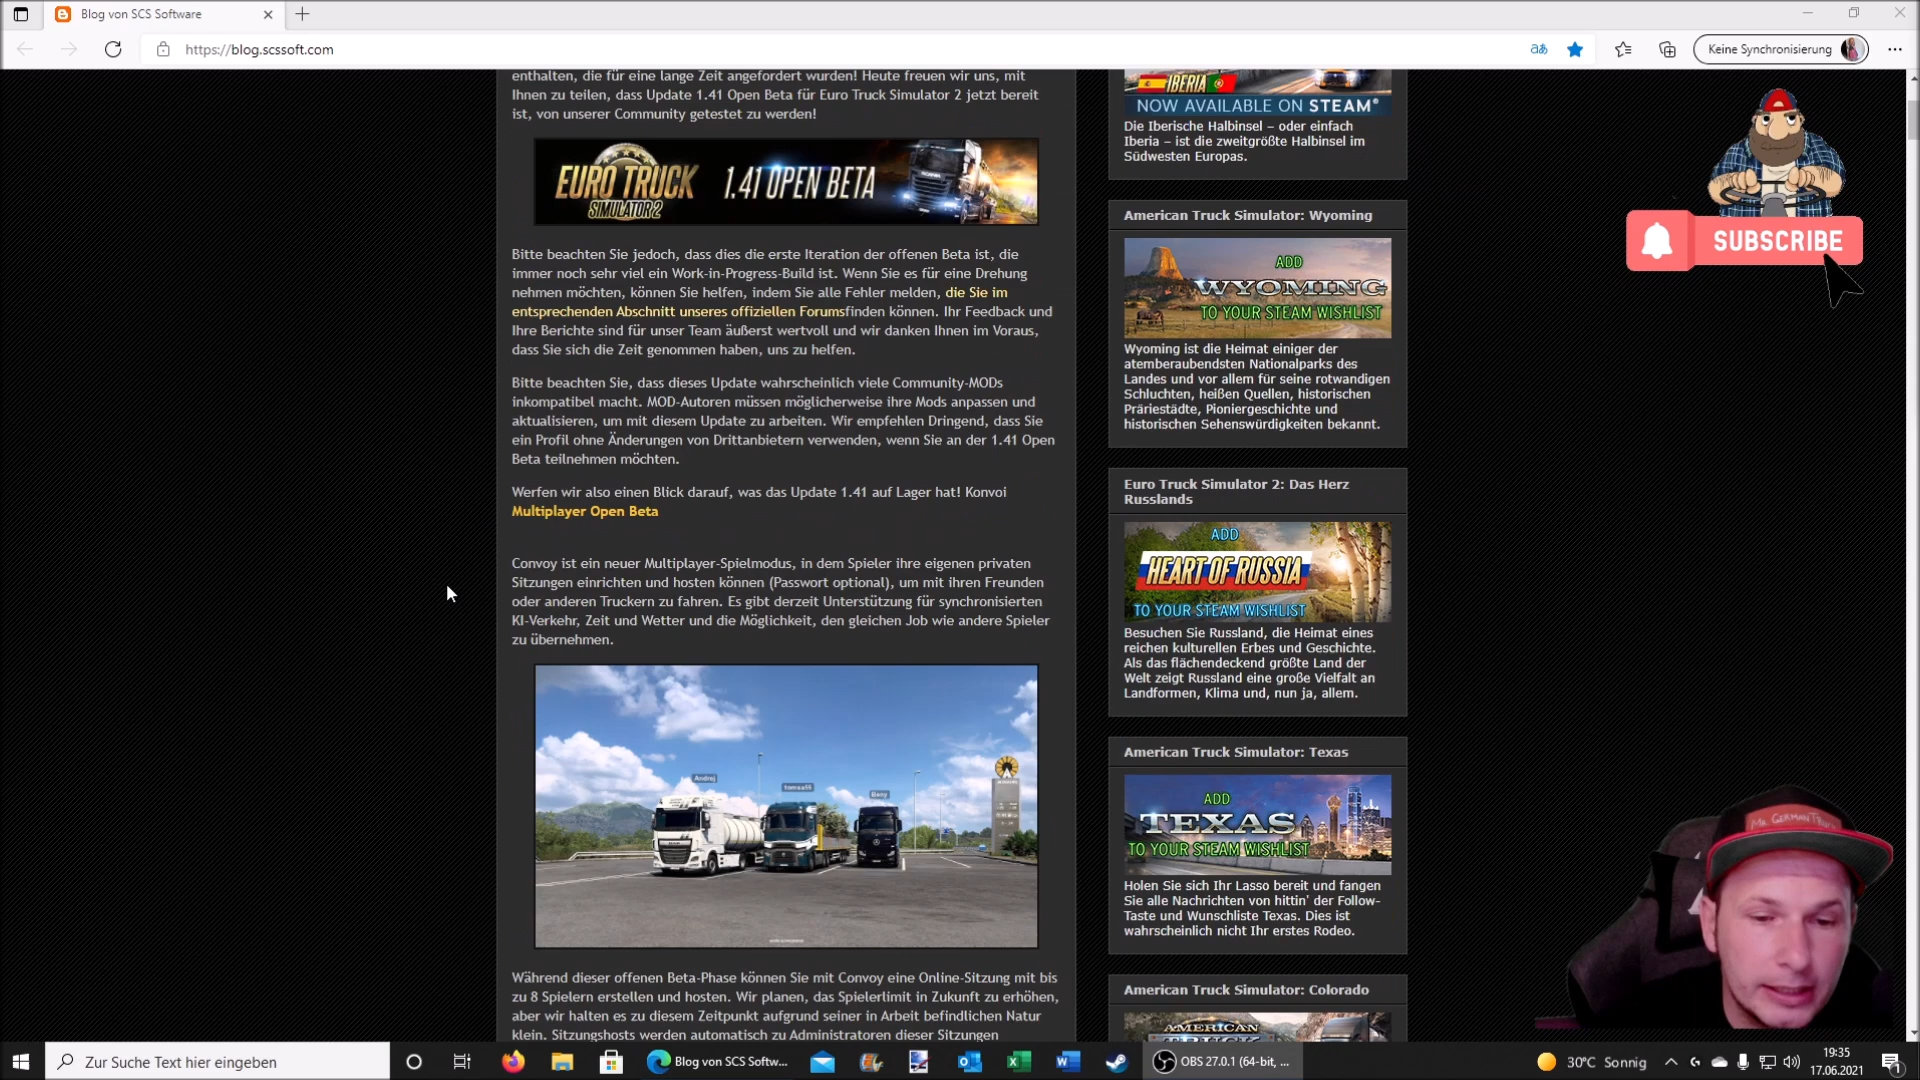 Blog von SCS Software
https://blog.scssoft.com
aあ
Keine Synchronisierung
enthalten, die für eine lange Zeit angefordert wurden! Heute freuen wir uns, mit
Ihnen zu teilen, dass Update 1.41 Open Beta für Euro Truck Simulator 2 jetzt bereit
ist, von unserer Community getestet zu werden!
EURO TRUCK
SIMULATOR 2
1.41 OPEN BETA
Bitte beachten Sie jedoch, dass dies die erste Iteration der offenen Beta ist, die
immer noch sehr viel ein Work-in-Progress-Build ist. Wenn Sie es für eine Drehung
nehmen möchten, können Sie helfen, indem Sie alle Fehler melden, die Sie im
entsprechenden Abschnitt unseres offiziellen Forumsfinden können. Ihr Feedback und
Ihre Berichte sind für unser Team äußerst wertvoll und wir danken Ihnen im Voraus,
dass Sie sich die Zeit genommen haben, uns zu helfen.
Bitte beachten Sie, dass dieses Update wahrscheinlich viele Community-MODs
inkompatibel macht. MOD-Autoren müssen möglicherweise ihre Mods anpassen und
aktualisieren, um mit diesem Update zu arbeiten. Wir empfehlen Dringend, dass Sie
ein Profil ohne Änderungen von Drittanbietern verwenden, wenn Sie an der 1.41 Open
Beta teilnehmen möchten.
Werfen wir also einen Blick darauf, was das Update 1.41 auf Lager hat! Konvoi
Multiplayer Open Beta
Convoy ist ein neuer Multiplayer-Spielmodus, in dem Spieler ihre eigenen privaten
Sitzungen einrichten und hosten können (Passwort optional), um mit ihren Freunden
oder anderen Truckern zu fahren. Es gibt derzeit Unterstützung für synchronisierten
KI-Verkehr, Zeit und Wetter und die Möglichkeit, den gleichen Job wie andere Spieler
zu übernehmen.
Andrej
tomaa55
Beny
Während dieser offenen Beta-Phase können Sie mit Convoy eine Online-Sitzung mit bis
zu 8 Spielern erstellen und hosten. Wir planen, das Spielerlimit in Zukunft zu erhöhen,
aber wir halten es zu diesem Zeitpunkt aufgrund seiner in Arbeit befindlichen Natur
klein. Sitzungshosts werden automatisch zu Administratoren dieser Sitzungen
IBERIA
NOW AVAILABLE ON STEAM®
Die Iberische Halbinsel – oder einfach
Iberia – ist die zweitgrößte Halbinsel im
Südwesten Europas.
American Truck Simulator: Wyoming
ADD
WYOMING
TO YOUR STEAM WISHLIST
Wyoming ist die Heimat einiger der
atemberaubendsten Nationalparks des
Landes und vor allem für seine rotwandigen
Schluchten, heißen Quellen, historischen
Präriestädte, Pioniergeschichte und
historischen Sehenswürdigkeiten bekannt.
Euro Truck Simulator 2: Das Herz
Russlands
ADD
HEART OF RUSSIA
TO YOUR STEAM WISHLIST
Besuchen Sie Russland, die Heimat eines
reichen kulturellen Erbes und Geschichte.
Als das flächendeckend größte Land der
Welt zeigt Russland eine große Vielfalt an
Landformen, Klima und, nun ja, allem.
American Truck Simulator: Texas
ADD
TEXAS
TO YOUR STEAM WISHLIST
Holen Sie sich Ihr Lasso bereit und fangen
Sie alle Nachrichten von hittin' der Follow-
Taste und Wunschliste Texas. Dies ist
wahrscheinlich nicht Ihr erstes Rodeo.
American Truck Simulator: Colorado
AMERICAN
SUBSCRIBE
Mr. GermanTruck
Zur Suche Text hier eingeben
Blog von SCS Softw...
OBS 27.0.1 (64-bit, ...
30°C Sonnig
19:35
17.06.2021
1